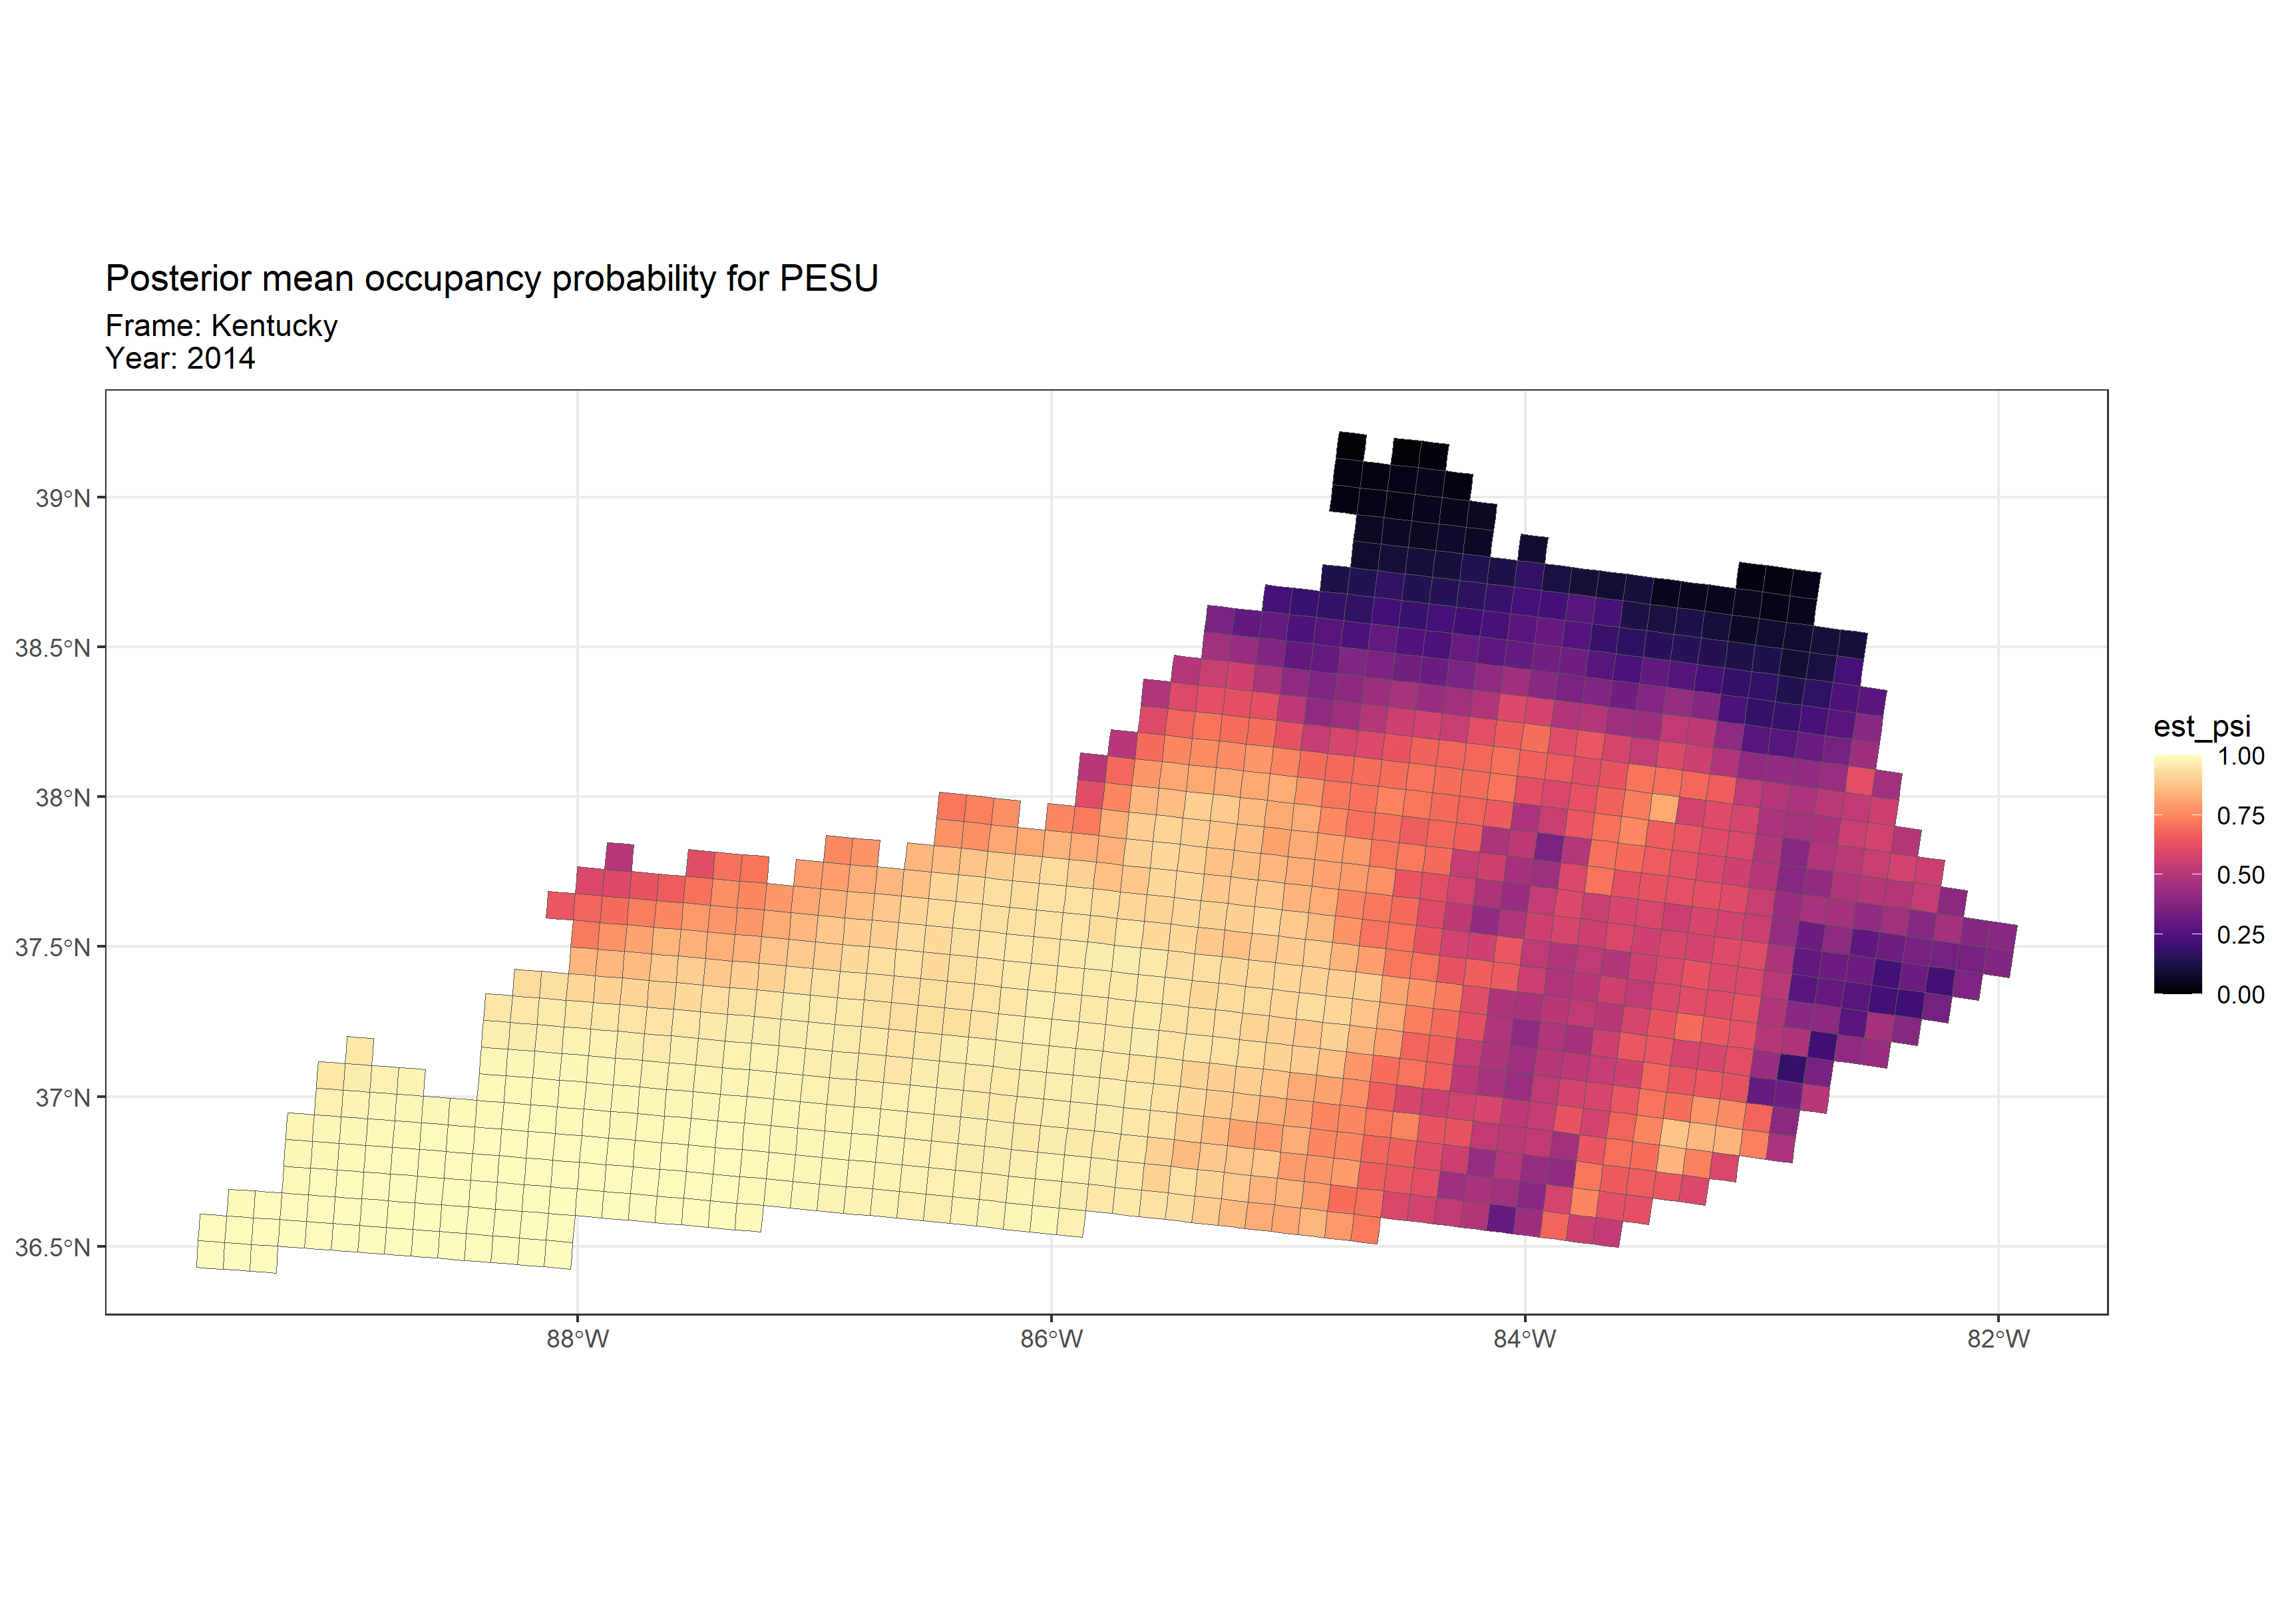 Posterior mean occupancy probability for PESU
Frame: Kentucky
Year: 2014
39°N
38.5°N
38°N
37.5°N
37°N
36.5°N
88°W
86°W
84°W
82°W
est_psi
1.00
0.75
0.50
0.25
0.00